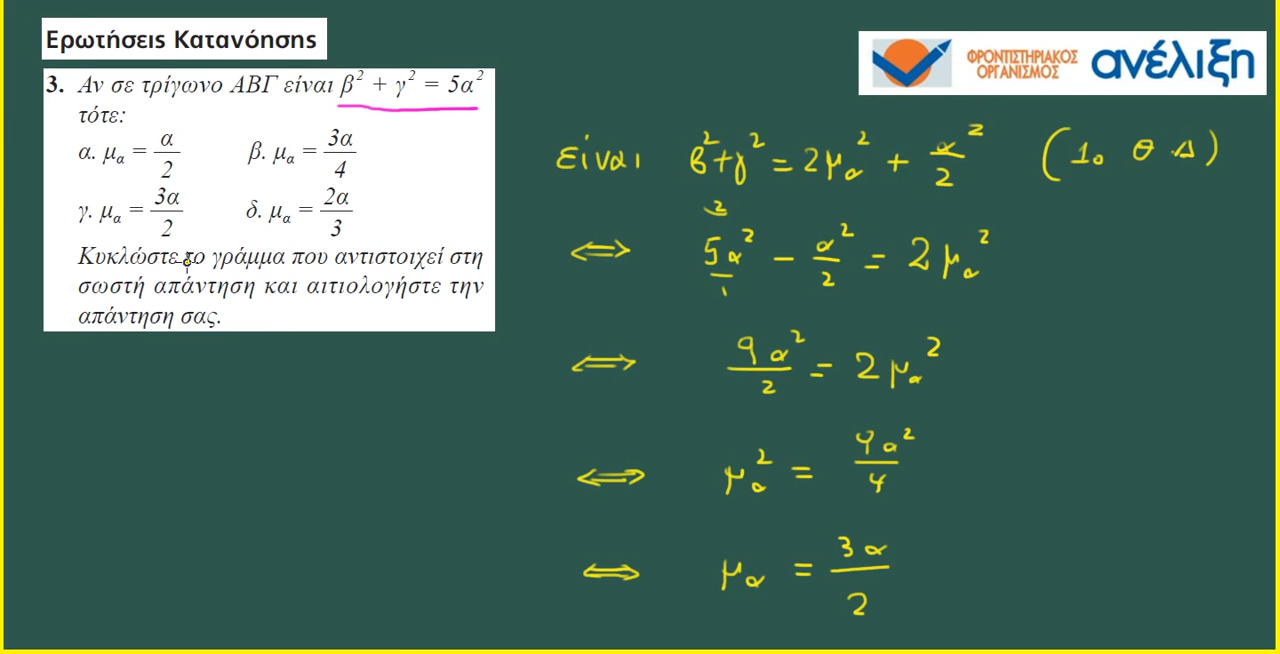 Ερωτήσεις Κατανόησης
3. Αν σε τρίγωνο ΑΒΓ είναι β² + γ² = 5α²
τότε:
α. μα = α/2 β. μα = 3α/4
γ. μα = 3α/2 δ. μα = 2α/3
Κυκλώστε το γράμμα που αντιστοιχεί στη
σωστή απάντηση και αιτιολογήστε την
απάντηση σας.
ΦΡΟΝΤΙΣΤΗΡΙΑΚΟΣ
ΟΡΓΑΝΙΣΜΟΣ
ανέλιξη
είναι β² + γ² = 2μα² + α²/2 (1ο Θ Δ)
⇔ 2 5α²/1 − α²/2 = 2μα²
⇔ 9α²/2 = 2μα²
⇔ μα² = 9α²/4
⇔ μα = 3α/2